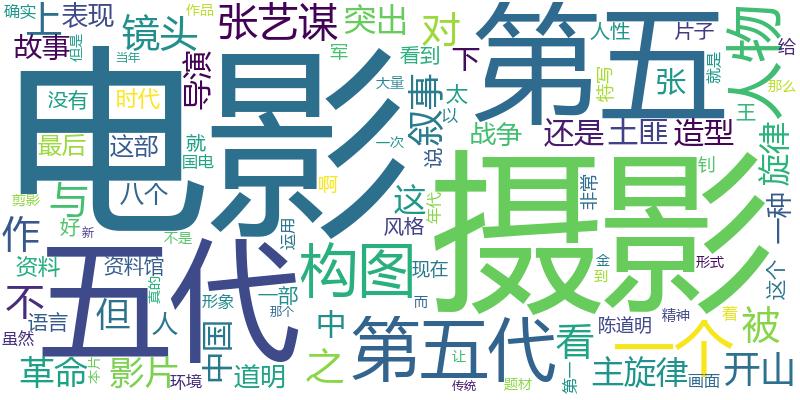 确实
上
表现
作品
张艺谋
突出
对
第五
人物
人性
片子
给
镜头
故事
当年
但是
导演
军
看到
下
特写
张
就是
那么
没有
时代
电影
大量
叙事
太
以
战争
还是
土匪
造型
王
最后
这部
就
国电
一次
说
摄影
旋律
剪影
八个
啊
与
好
新
这
年代
非常
钊
一种
作
不是
运用
风格
五代
构图
资料
资料馆
真的
形象
一部
那个
现在
而
金
到
形式
这个
不
但
人
中国
中
第五代
看
陈道明
精神
一个
着
被
语言
虽然
革命
本片
影片
环境
道明
之
传统
让
题材
第一
主旋律
画面
开山